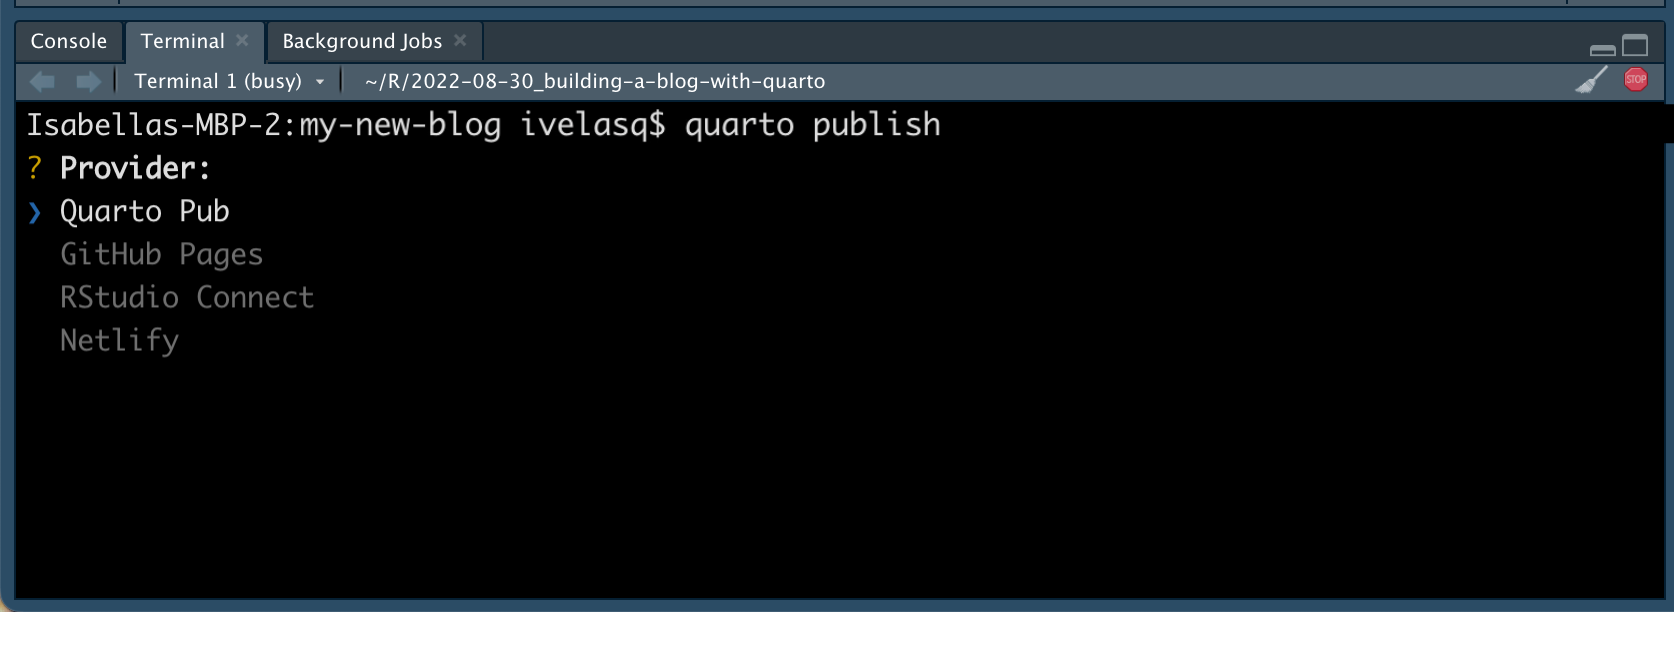 Console Terminal × Background Jobs ×
Terminal 1 (busy) ~/R/2022-08-30_building-a-blog-with-quarto STOP
Isabellas-MBP-2:my-new-blog ivelasq$ quarto publish
? Provider:
❯ Quarto Pub
GitHub Pages
RStudio Connect
Netlify